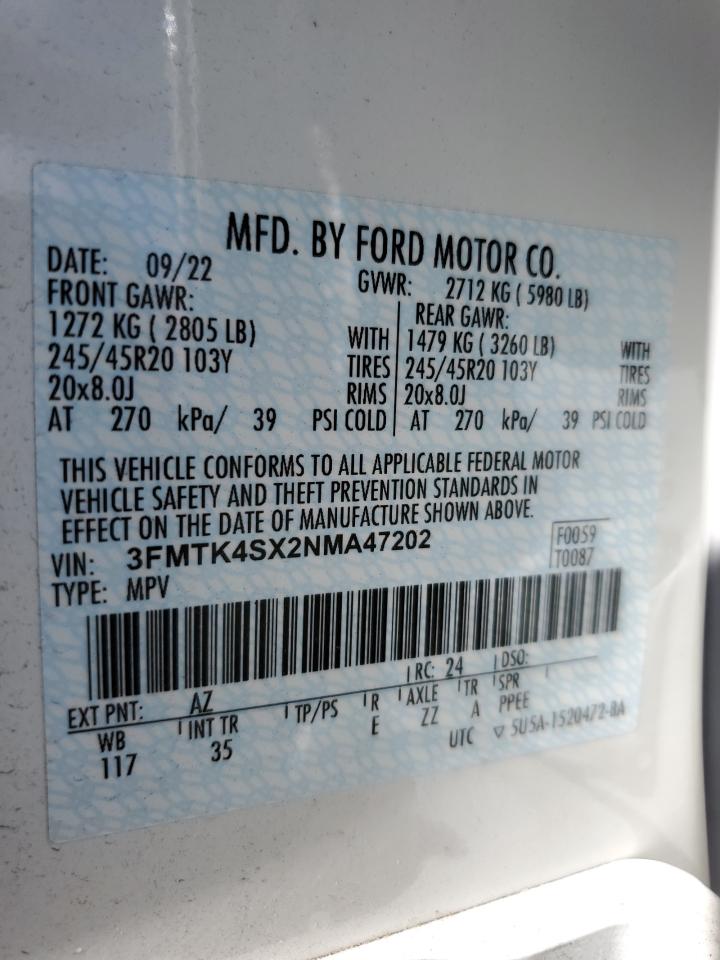 MFD. BY FORD MOTOR CO.
DATE: 09/22 GVWR: 2712 KG ( 5980 LB)
FRONT GAWR: REAR GAWR:
1272 KG ( 2805 LB) WITH 1479 KG ( 3260 LB) WITH
245/45R20 103Y TIRES 245/45R20 103Y TIRES
20x8.0J RIMS 20x8.0J RIMS
AT 270 kPa/ 39 PSI COLD AT 270 kPa/ 39 PSI COLD
THIS VEHICLE CONFORMS TO ALL APPLICABLE FEDERAL MOTOR
VEHICLE SAFETY AND THEFT PREVENTION STANDARDS IN
EFFECT ON THE DATE OF MANUFACTURE SHOWN ABOVE.
VIN: 3FMTK4SX2NMA47202 F0059
TYPE: MPV T0087
EXT PNT: AZ RC: 24 DSO:
WB INT TR TP/PS R AXLE TR SPR
117 35 E ZZ A PPEE
UTC ▽ 5U5A-1520472-BA